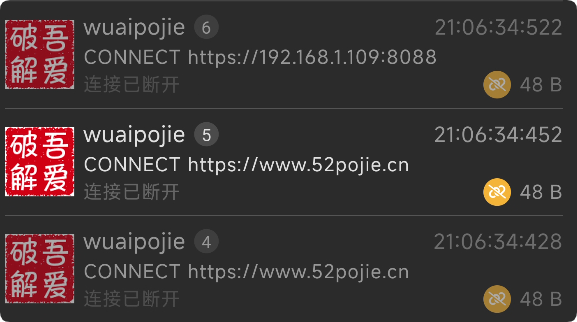 破吾
解爱
wuaipojie 6 21:06:34:522
CONNECT https://192.168.1.109:8088
连接已断开 48 B
破吾
解爱
wuaipojie 5 21:06:34:452
CONNECT https://www.52pojie.cn
连接已断开 48 B
破吾
解爱
wuaipojie 4 21:06:34:428
CONNECT https://www.52pojie.cn
连接已断开 48 B